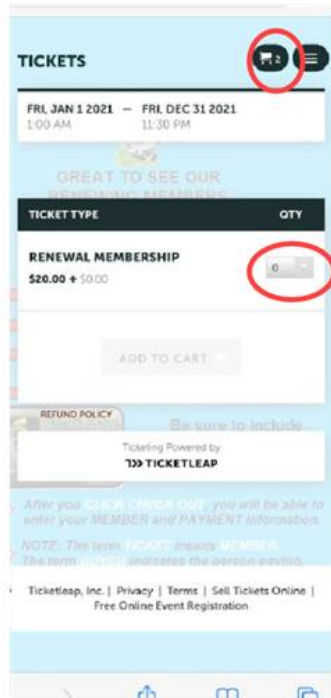 TICKETS
2
FRI, JAN 1 2021 — FRI, DEC 31 2021
1:00 AM 11:30 PM
GREAT TO SEE OUR
RENEWING MEMBERS
TICKET TYPE QTY
RENEWAL MEMBERSHIP
$20.00 + $0.00
0
ADD TO CART
REFUND POLICY
Be sure to include
Ticketing Powered by
TICKETLEAP
After you CLICK CHECK OUT, you will be able to
enter your MEMBER and PAYMENT information.
NOTE: The term TICKET means MEMBER.
The term BUYER indicates the person paying.
Ticketleap, Inc. | Privacy | Terms | Sell Tickets Online |
Free Online Event Registration